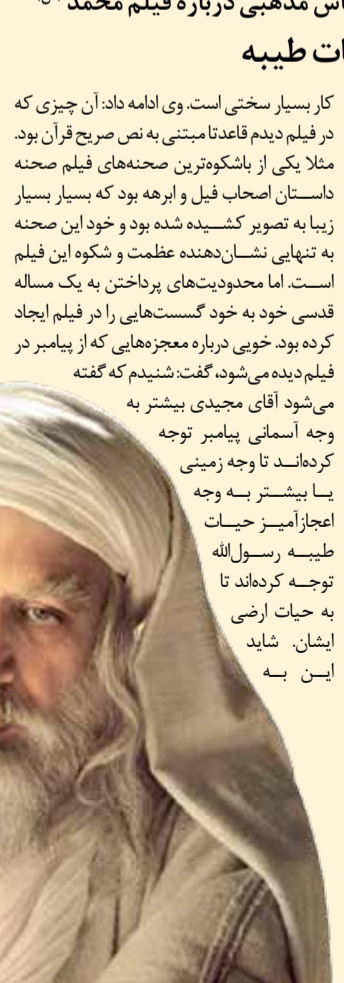 مذهبی درباره فیلم محمد
طیبه
کار بسیار سختی است. وی ادامه داد: آن چیزی که
در فیلم دیدم قاعدتا مبتنی به نص صریح قرآن بود.
مثلا یکی از باشکوه‌ترین صحنه‌های فیلم صحنه
داستان اصحاب فیل و ابرهه بود که بسیار بسیار
زیبا به تصویر کشیده شده بود و خود این صحنه
به تنهایی نشان‌دهنده عظمت و شکوه این فیلم
است. اما محدودیت‌های پرداختن به یک مساله
قدسی خود به خود گسست‌هایی را در فیلم ایجاد
کرده بود. خویی درباره معجزه‌هایی که از پیامبر در
فیلم دیده می‌شود، گفت: شنیدم که گفته
می‌شود آقای مجیدی بیشتر به
وجه آسمانی پیامبر توجه
کرده‌اند تا وجه زمینی
یا بیشتر به وجه
اعجازآمیز حیات
طیبه رسول‌الله
توجه کرده‌اند تا
به حیات ارضی
ایشان. شاید
این به